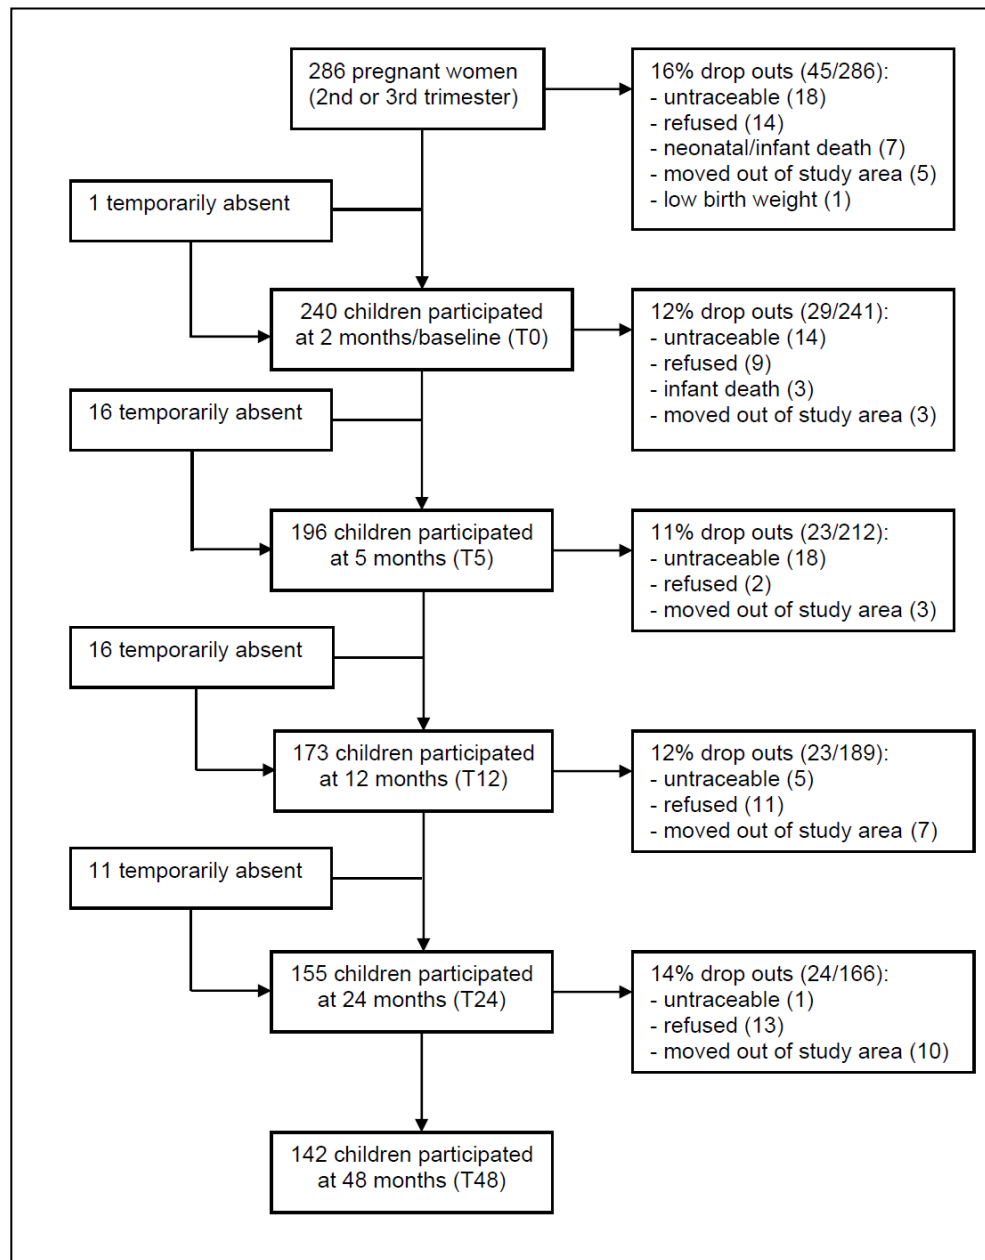 286 pregnant women
(2nd or 3rd trimester)
16% drop outs (45/286):
- untraceable (18)
- refused (14)
- neonatal/infant death (7)
- moved out of study area (5)
- low birth weight (1)
1 temporarily absent
240 children participated
at 2 months/baseline (T0)
12% drop outs (29/241):
- untraceable (14)
- refused (9)
- infant death (3)
- moved out of study area (3)
16 temporarily absent
196 children participated
at 5 months (T5)
11% drop outs (23/212):
- untraceable (18)
- refused (2)
- moved out of study area (3)
16 temporarily absent
173 children participated
at 12 months (T12)
12% drop outs (23/189):
- untraceable (5)
- refused (11)
- moved out of study area (7)
11 temporarily absent
155 children participated
at 24 months (T24)
14% drop outs (24/166):
- untraceable (1)
- refused (13)
- moved out of study area (10)
142 children participated
at 48 months (T48)